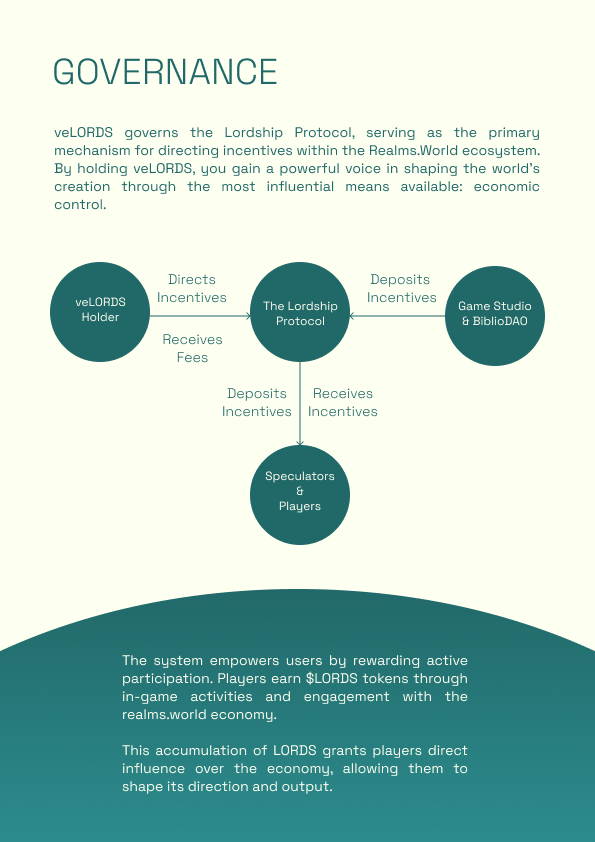 GOVERNANCE
veLORDS governs the Lordship Protocol, serving as the primary
mechanism for directing incentives within the Realms.World ecosystem.
By holding veLORDS, you gain a powerful voice in shaping the world's
creation through the most influential means available: economic
control.
veLORDS
Holder
Directs
Incentives
Receives
Fees
The Lordship
Protocol
Deposits
Incentives
Game Studio
& BiblioDAO
Deposits
Incentives
Receives
Incentives
Speculators
&
Players
The system empowers users by rewarding active
participation. Players earn $LORDS tokens through
in-game activities and engagement with the
realms.world economy.
This accumulation of LORDS grants players direct
influence over the economy, allowing them to
shape its direction and output.